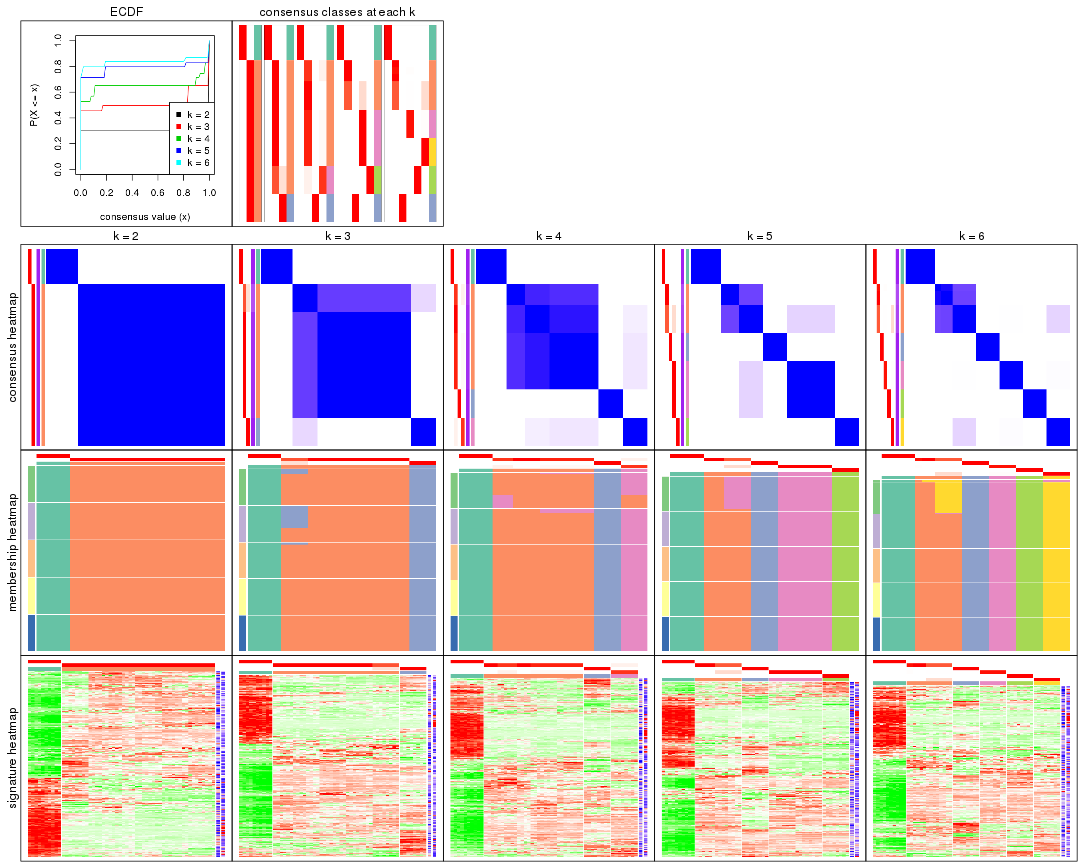 ECDF
consensus classes at each k
P(X <= x)
1.0
0.8
0.6
0.4
0.2
0.0
k = 2
k = 3
k = 4
k = 5
k = 6
0.0 0.2 0.4 0.6 0.8 1.0
consensus value (x)
k = 2
k = 3
k = 4
k = 5
k = 6
consensus heatmap
membership heatmap
signature heatmap